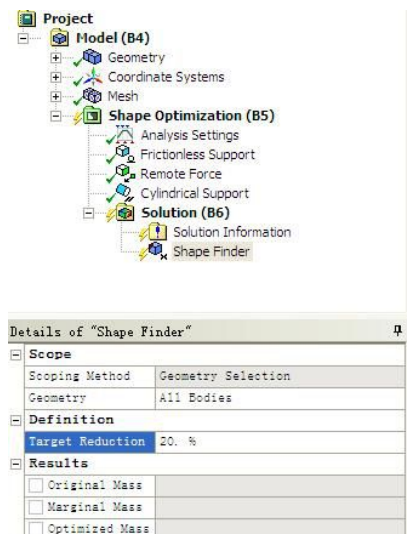 Project
Model (B4)
Geometry
Coordinate Systems
Mesh
Shape Optimization (B5)
Analysis Settings
Frictionless Support
Remote Force
Cylindrical Support
Solution (B6)
Solution Information
Shape Finder
Details of "Shape Finder"
Scope
Scoping Method Geometry Selection
Geometry All Bodies
Definition
Target Reduction 20. %
Results
Original Mass
Marginal Mass
Optimized Mass